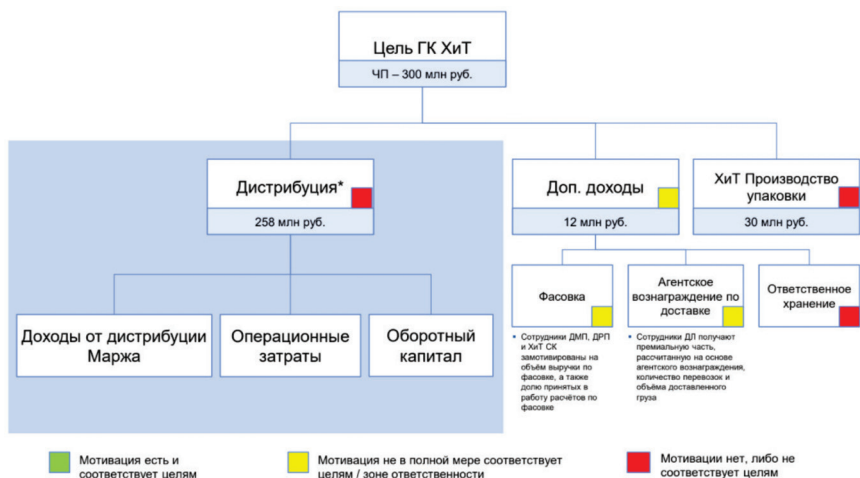 Цель ГК ХиТ
ЧП – 300 млн руб.
Дистрибуция*
258 млн руб.
Доп. доходы
12 млн руб.
ХиТ Производство
упаковки
30 млн руб.
Доходы от дистрибуции
Маржа
Операционные
затраты
Оборотный
капитал
Фасовка
Агентское
вознаграждение по
доставке
Ответственное
хранение
• Сотрудники ДМП, ДРП
и ХиТ СК
замотивированы на
объём выручки по
фасовке, а также
долю принятых в
работу расчётов по
фасовке
• Сотрудники ДЛ получают
премиальную часть,
рассчитанную на основе
агентского вознаграждения,
количество перевозок и
объёма доставленного
груза
Мотивация есть и
соответствует целям
Мотивация не в полной мере соответствует
целям / зоне ответственности
Мотивации нет, либо не
соответствует целям